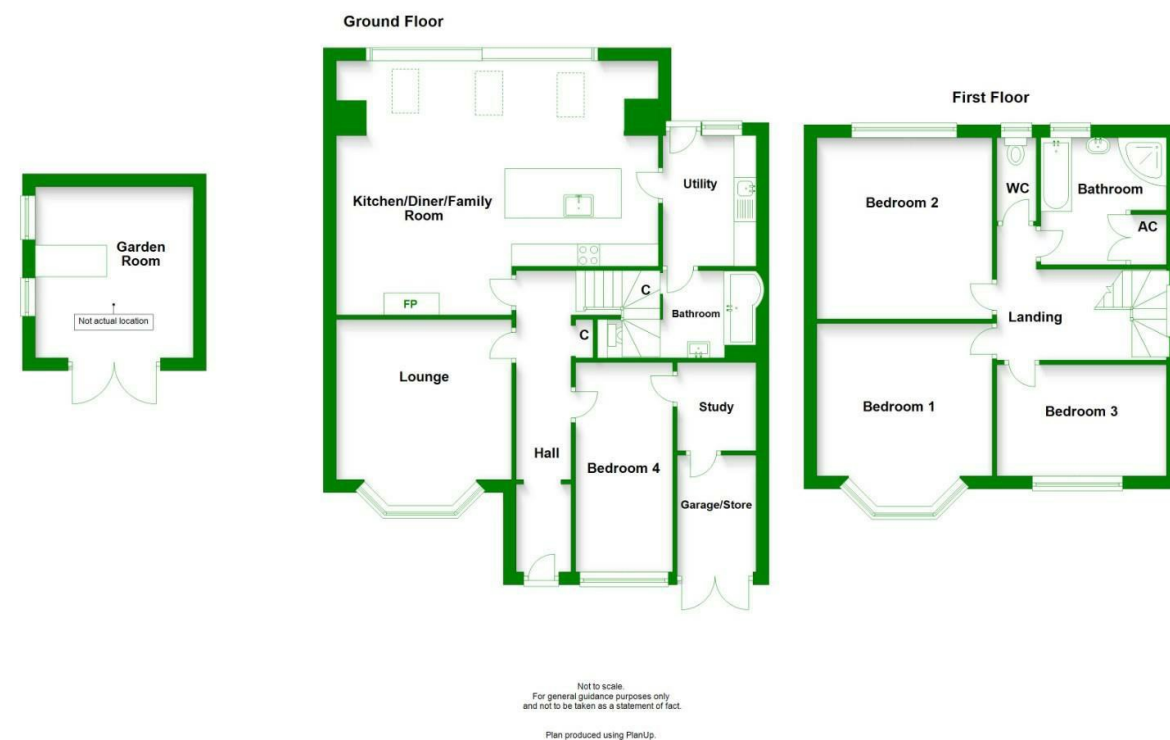 Ground Floor
Kitchen/Diner/Family
Room
Utility
FP
C
Bathroom
C
Lounge
Hall
Bedroom 4
Study
Garage/Store
Garden
Room
Not actual location
First Floor
Bedroom 2
WC
Bathroom
AC
Landing
Bedroom 1
Bedroom 3
Not to scale.
For general guidance purposes only
and not to be taken as a statement of fact.
Plan produced using PlanUp.